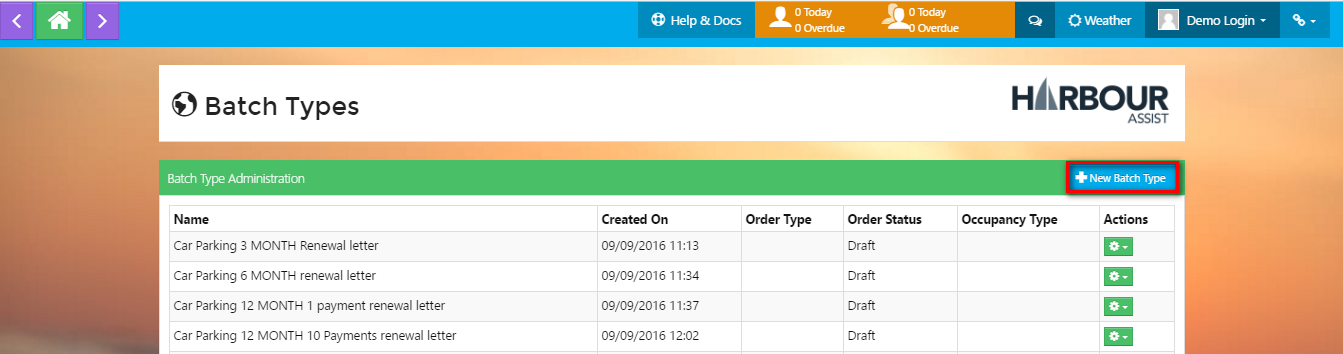 Help & Docs
0 Today
0 Overdue
0 Today
0 Overdue
Weather
Demo Login
Batch Types
HARBOUR
ASSIST
Batch Type Administration
New Batch Type
Name Created On Order Type Order Status Occupancy Type Actions
Car Parking 3 MONTH Renewal letter 09/09/2016 11:13 Draft
Car Parking 6 MONTH renewal letter 09/09/2016 11:34 Draft
Car Parking 12 MONTH 1 payment renewal letter 09/09/2016 11:37 Draft
Car Parking 12 MONTH 10 Payments renewal letter 09/09/2016 12:02 Draft